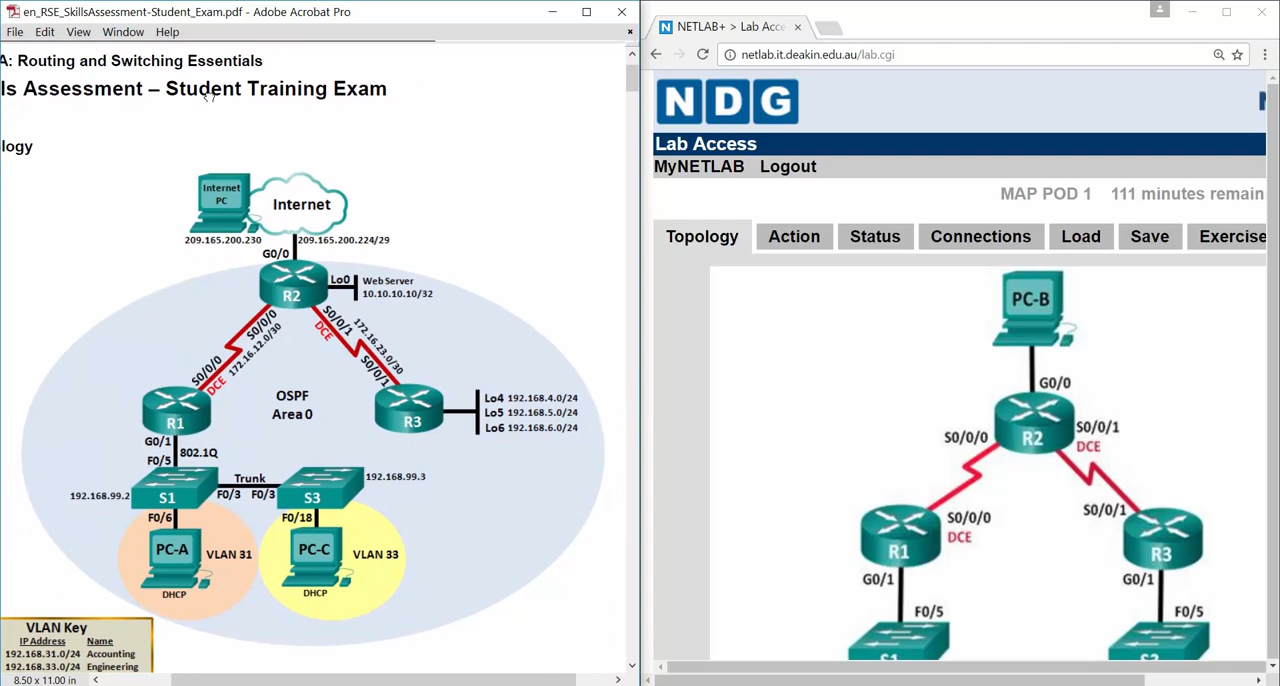 en_RSE_SkillsAssessment-Student_Exam.pdf - Adobe Acrobat Pro
File Edit View Window Help
A: Routing and Switching Essentials
ls Assessment – Student Training Exam
logy
Internet PC
Internet
209.165.200.230
209.165.200.224/29
G0/0
R2
Lo0
Web Server
10.10.10.10/32
S0/0/0
172.16.12.0/30
S0/0/1
DCE
172.16.23.0/30
S0/0/0
DCE
S0/0/1
OSPF
Area 0
R1
R3
Lo4 192.168.4.0/24
Lo5 192.168.5.0/24
Lo6 192.168.6.0/24
G0/1
F0/5
802.1Q
Trunk
192.168.99.2
S1
F0/3
F0/3
S3
192.168.99.3
F0/6
F0/18
PC-A
VLAN 31
PC-C
VLAN 33
DHCP
DHCP
VLAN Key
IP Address Name
192.168.31.0/24 Accounting
192.168.33.0/24 Engineering
8.50 x 11.00 in
NETLAB+ > Lab Acce
netlab.it.deakin.edu.au/lab.cgi
NDG
Lab Access
MyNETLAB Logout
MAP POD 1 111 minutes remain
Topology Action Status Connections Load Save Exercise
PC-B
G0/0
R2
S0/0/0
S0/0/1
DCE
S0/0/0
DCE
S0/0/1
R1
R3
G0/1
G0/1
F0/5
F0/5